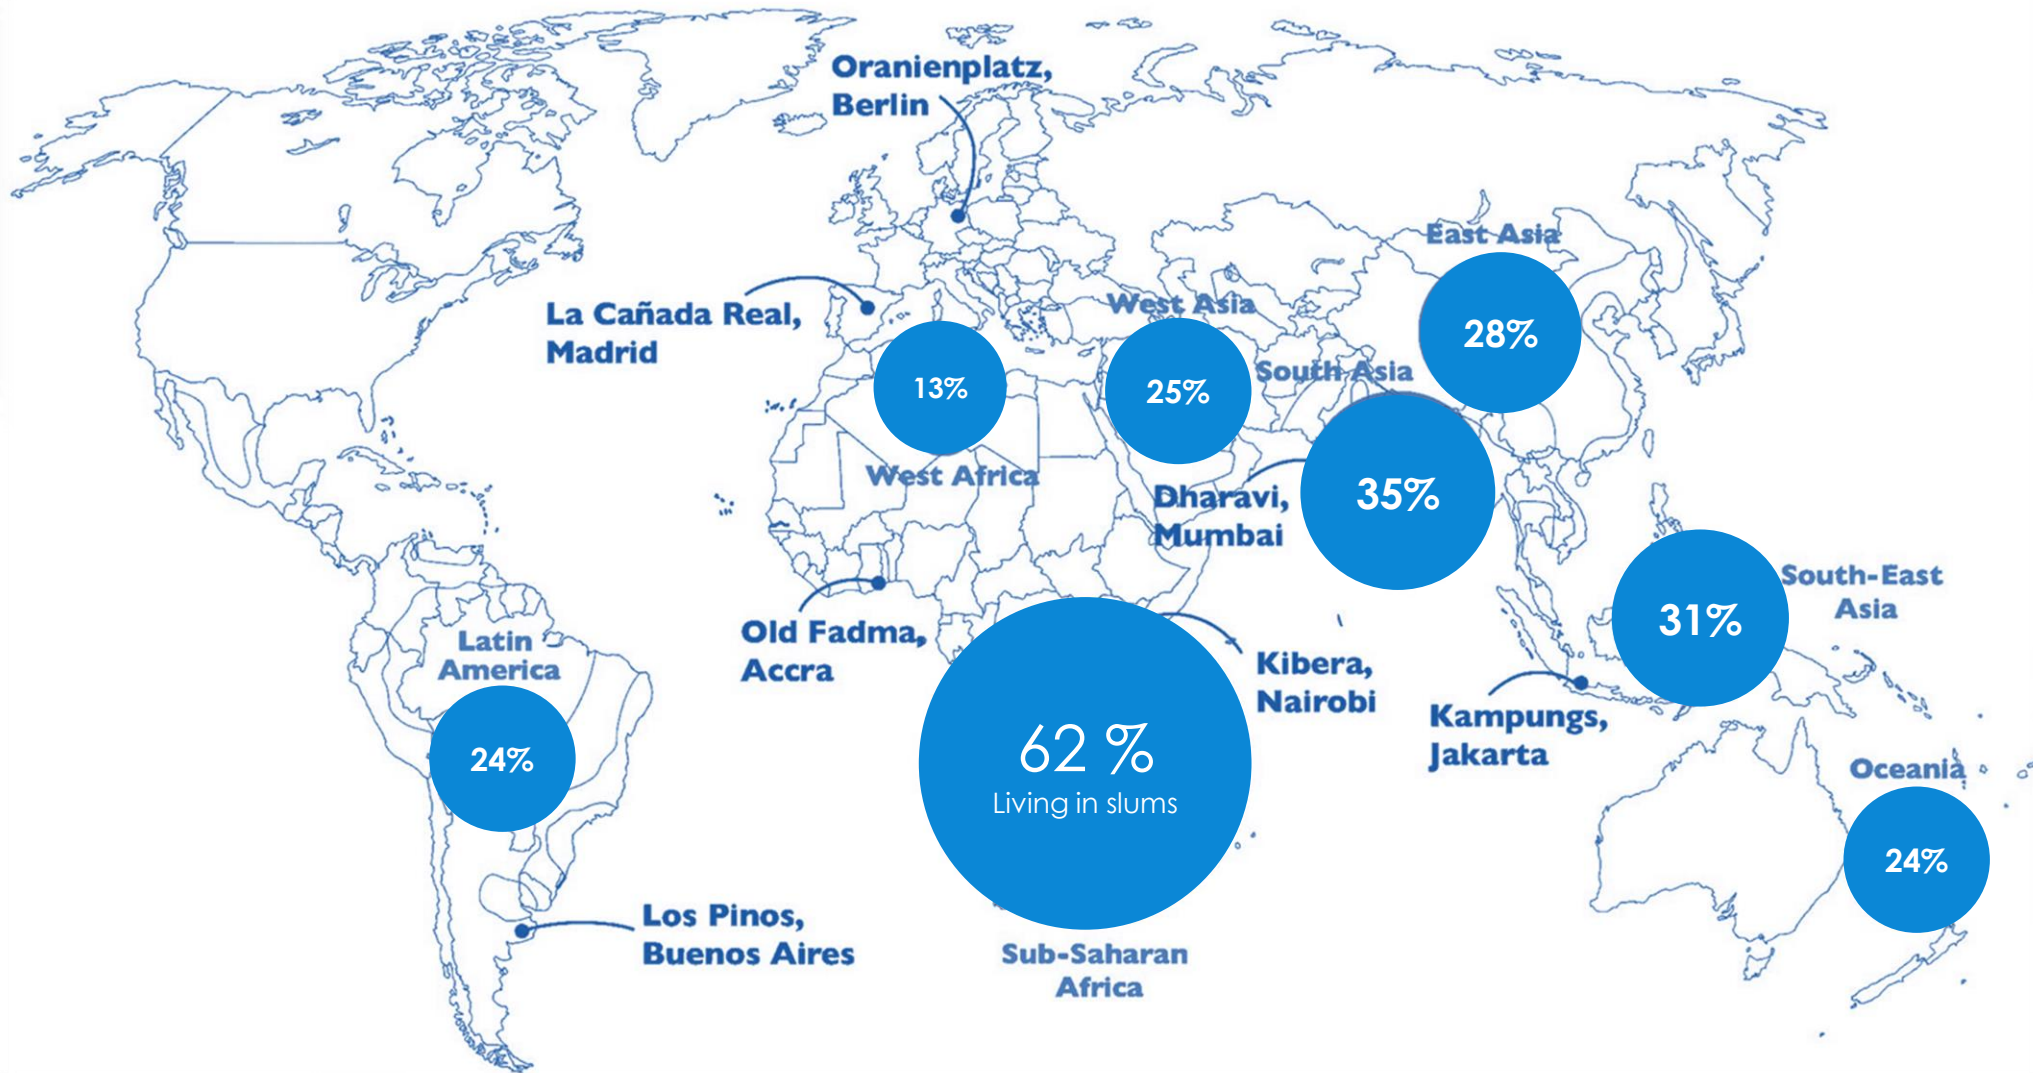 Oranienplatz,
Berlin
East Asia
28%
La Cañada Real,
Madrid
West Asia
25%
13%
West Africa
South Asia
35%
Dharavi,
Mumbai
South-East
Asia
31%
Old Fadma,
Accra
Latin
America
24%
62 %
Living in slums
Kibera,
Nairobi
Kampungs,
Jakarta
Oceania
24%
Los Pinos,
Buenos Aires
Sub-Saharan
Africa